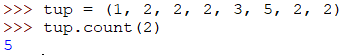 >>> tup = (1, 2, 2, 2, 3, 5, 2, 2)
>>> tup.count(2)
5